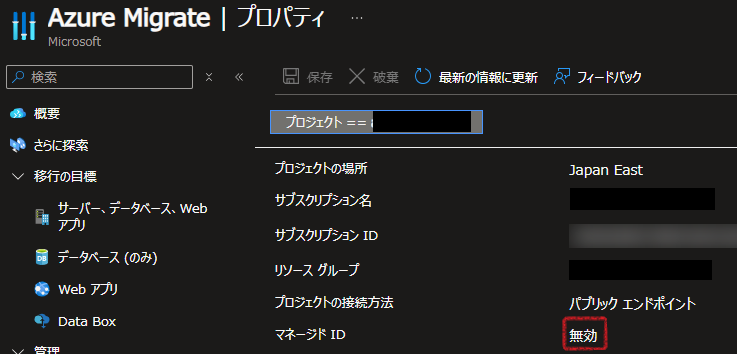 Azure Migrate | プロパティ ...
Microsoft
検索
保存
破棄
最新の情報に更新
フィードバック
概要
さらに探索
移行の目標
サーバー、データベース、Web
アプリ
データベース (のみ)
Web アプリ
Data Box
管理
プロジェクト ==
プロジェクトの場所 Japan East
サブスクリプション名
サブスクリプション ID
リソース グループ
プロジェクトの接続方法 パブリック エンドポイント
マネージド ID 無効